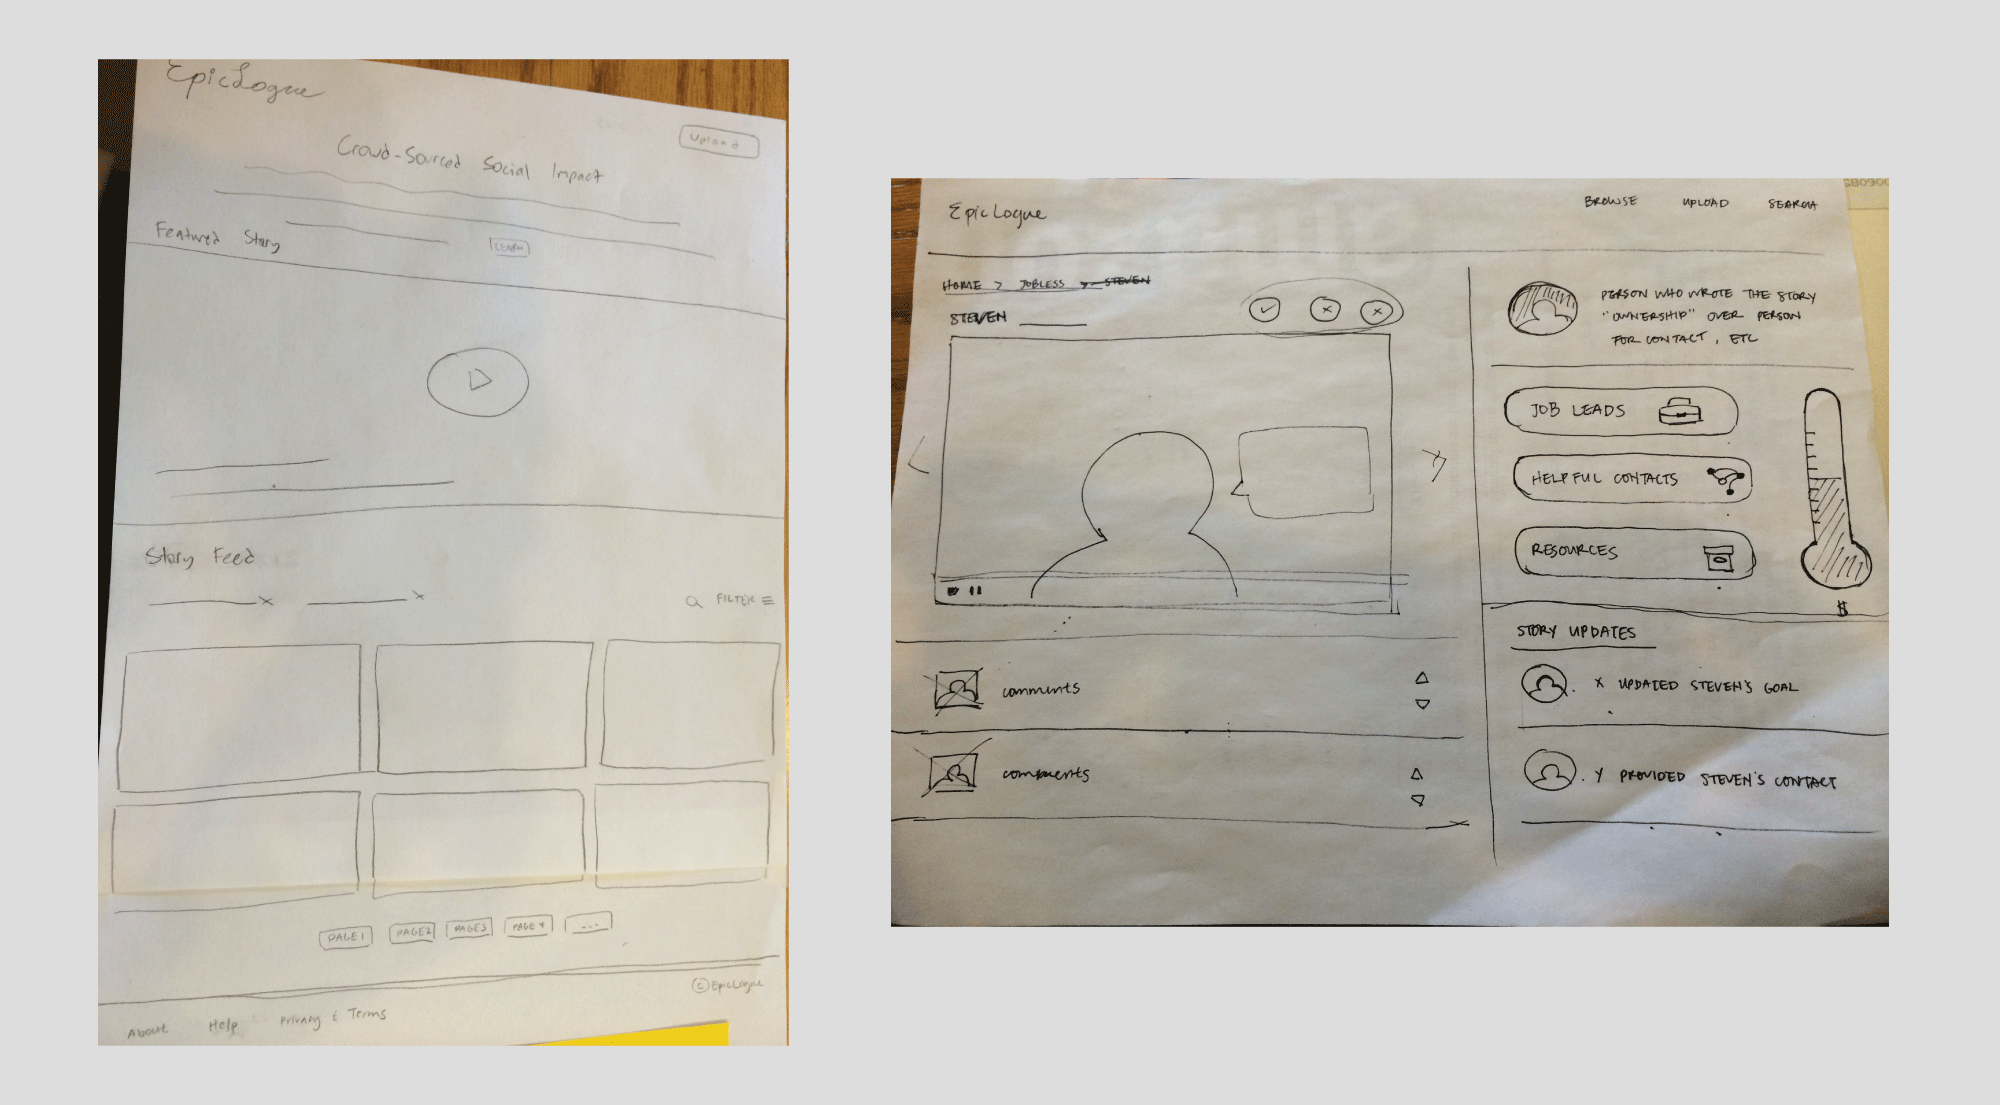 EpicLogue
Upload
Crowd-Sourced Social Impact
Featured Story
LEARN
Story Feed
FILTER
PAGE 1 PAGE 2 PAGE 3 PAGE 4 ...
© EpicLogue
About Help Privacy & Terms
EpicLogue
BROWSE UPLOAD SEARCH
HOME > JOBLESS > STEVEN
STEVEN
PERSON WHO WROTE THE STORY
"OWNERSHIP" OVER PERSON
FOR CONTACT, ETC
JOB LEADS
HELPFUL CONTACTS
RESOURCES
$
STORY UPDATES
X UPDATED STEVEN'S GOAL
Y PROVIDED STEVEN'S CONTACT
comments
comments